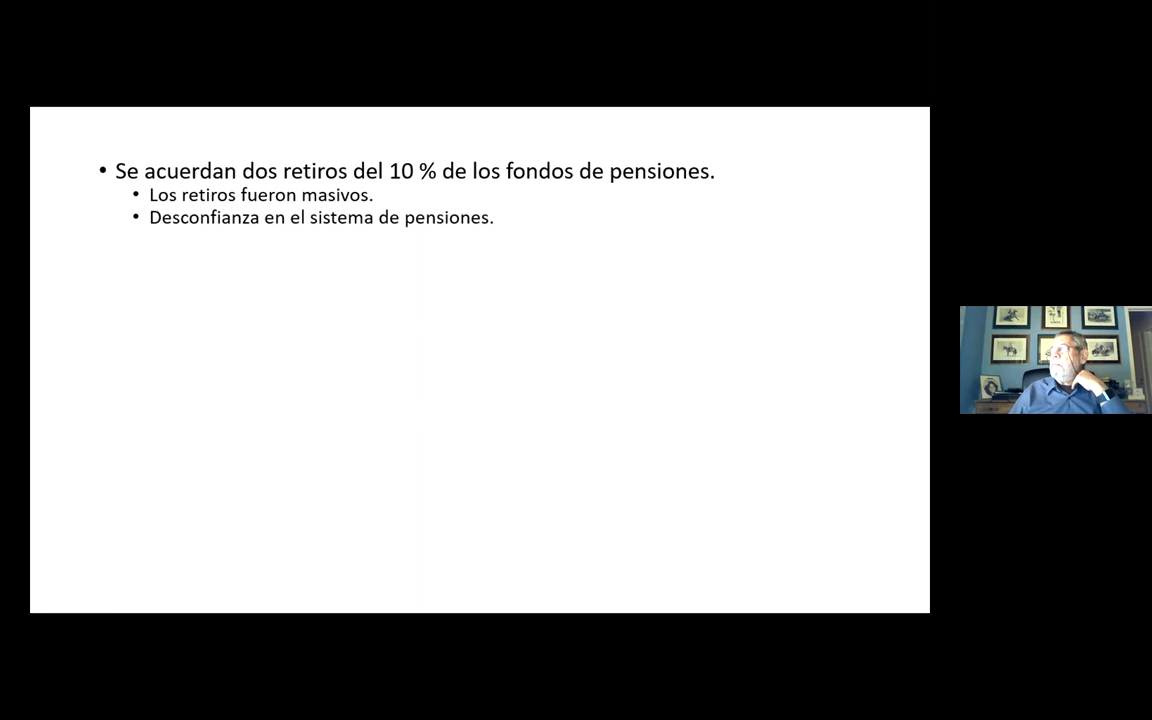 • Se acuerdan dos retiros del 10 % de los fondos de pensiones.
• Los retiros fueron masivos.
• Desconfianza en el sistema de pensiones.